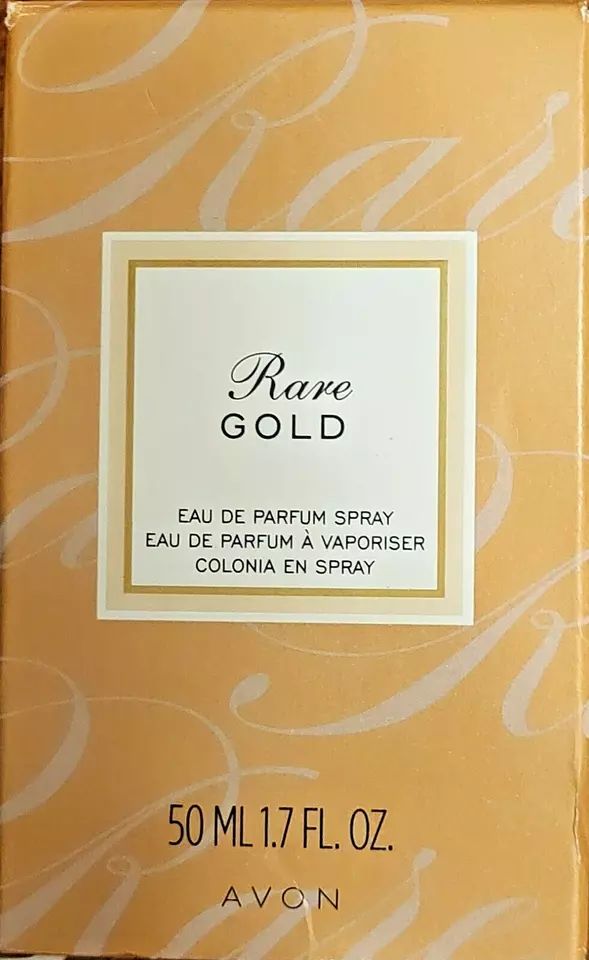 Rare
GOLD
EAU DE PARFUM SPRAY
EAU DE PARFUM À VAPORISER
COLONIA EN SPRAY
50 ML 1.7 FL. OZ.
AVON